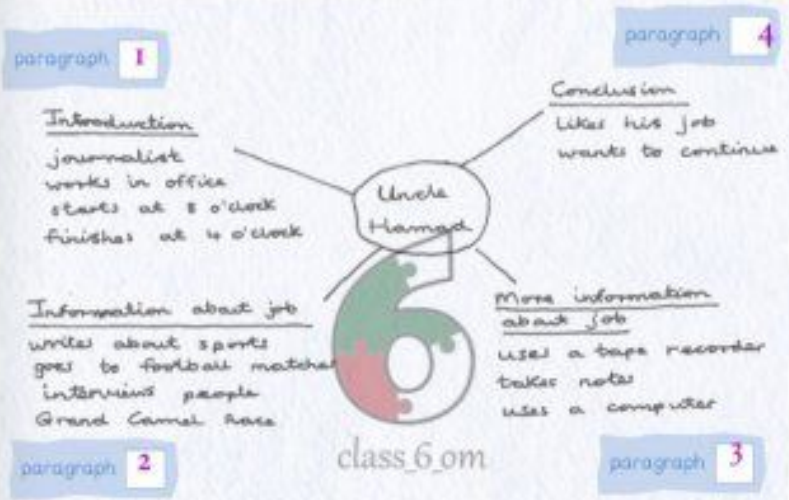 paragraph 1
Introduction
journalist
works in office
starts at 8 o'clock
finishes at 4 o'clock
paragraph 4
Conclusion
Likes his job
wants to continue
Uncle
Hamad
Information about job
writes about sports
goes to football matches
interviews people
Grand Camel Race
paragraph 2
More information
about job
uses a tape recorder
takes notes
uses a computer
paragraph 3
6
class_6_om